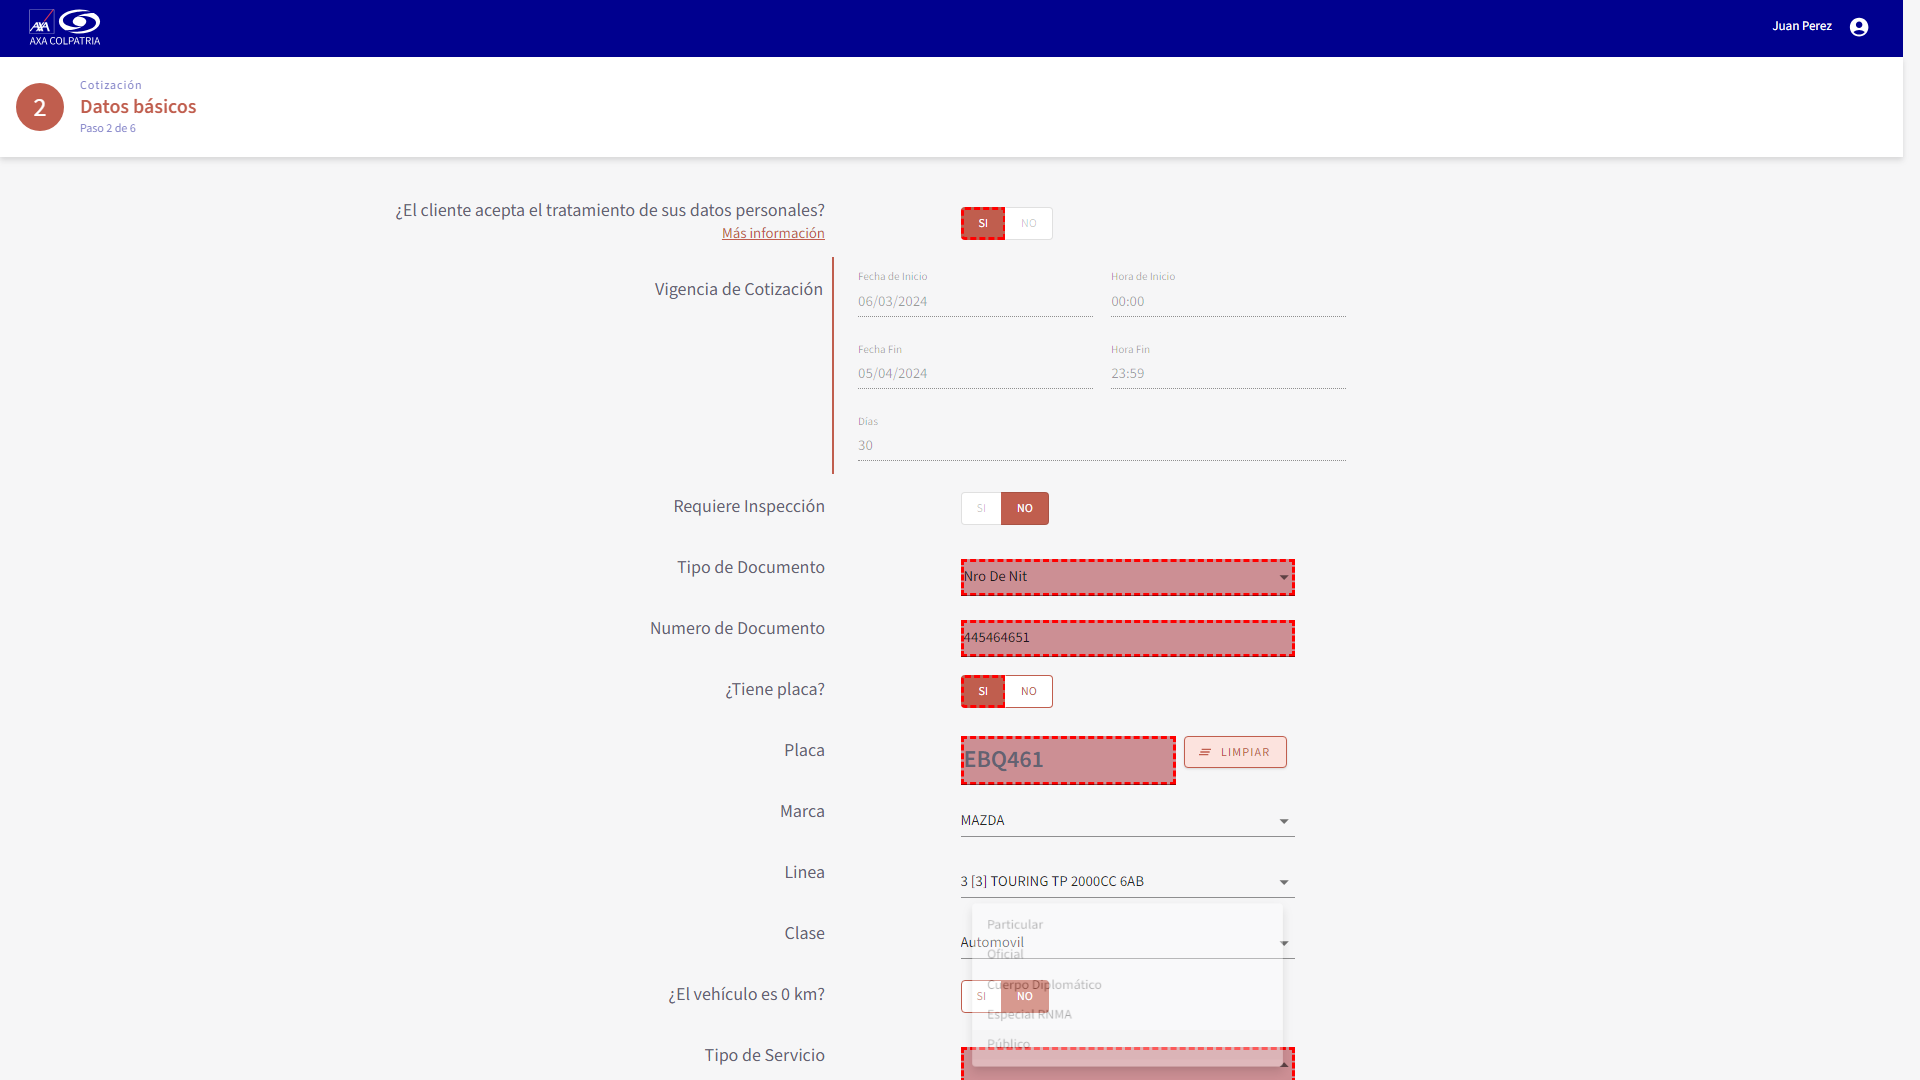 AXA COLPATRIA
Juan Perez
2
Cotización
Datos básicos
Paso 2 de 6
¿El cliente acepta el tratamiento de sus datos personales?
Más información
SI NO
Vigencia de Cotización
Fecha de Inicio
06/03/2024
Hora de Inicio
00:00
Fecha Fin
05/04/2024
Hora Fin
23:59
Días
30
Requiere Inspección
SI NO
Tipo de Documento
Nro De Nit
Numero de Documento
445464651
¿Tiene placa?
SI NO
Placa
EBQ461
LIMPIAR
Marca
MAZDA
Linea
3 [3] TOURING TP 2000CC 6AB
Clase
Particular
Automovil
Oficial
Cuerpo Diplomático
¿El vehículo es 0 km?
SI NO
Especial RNMA
Público
Tipo de Servicio